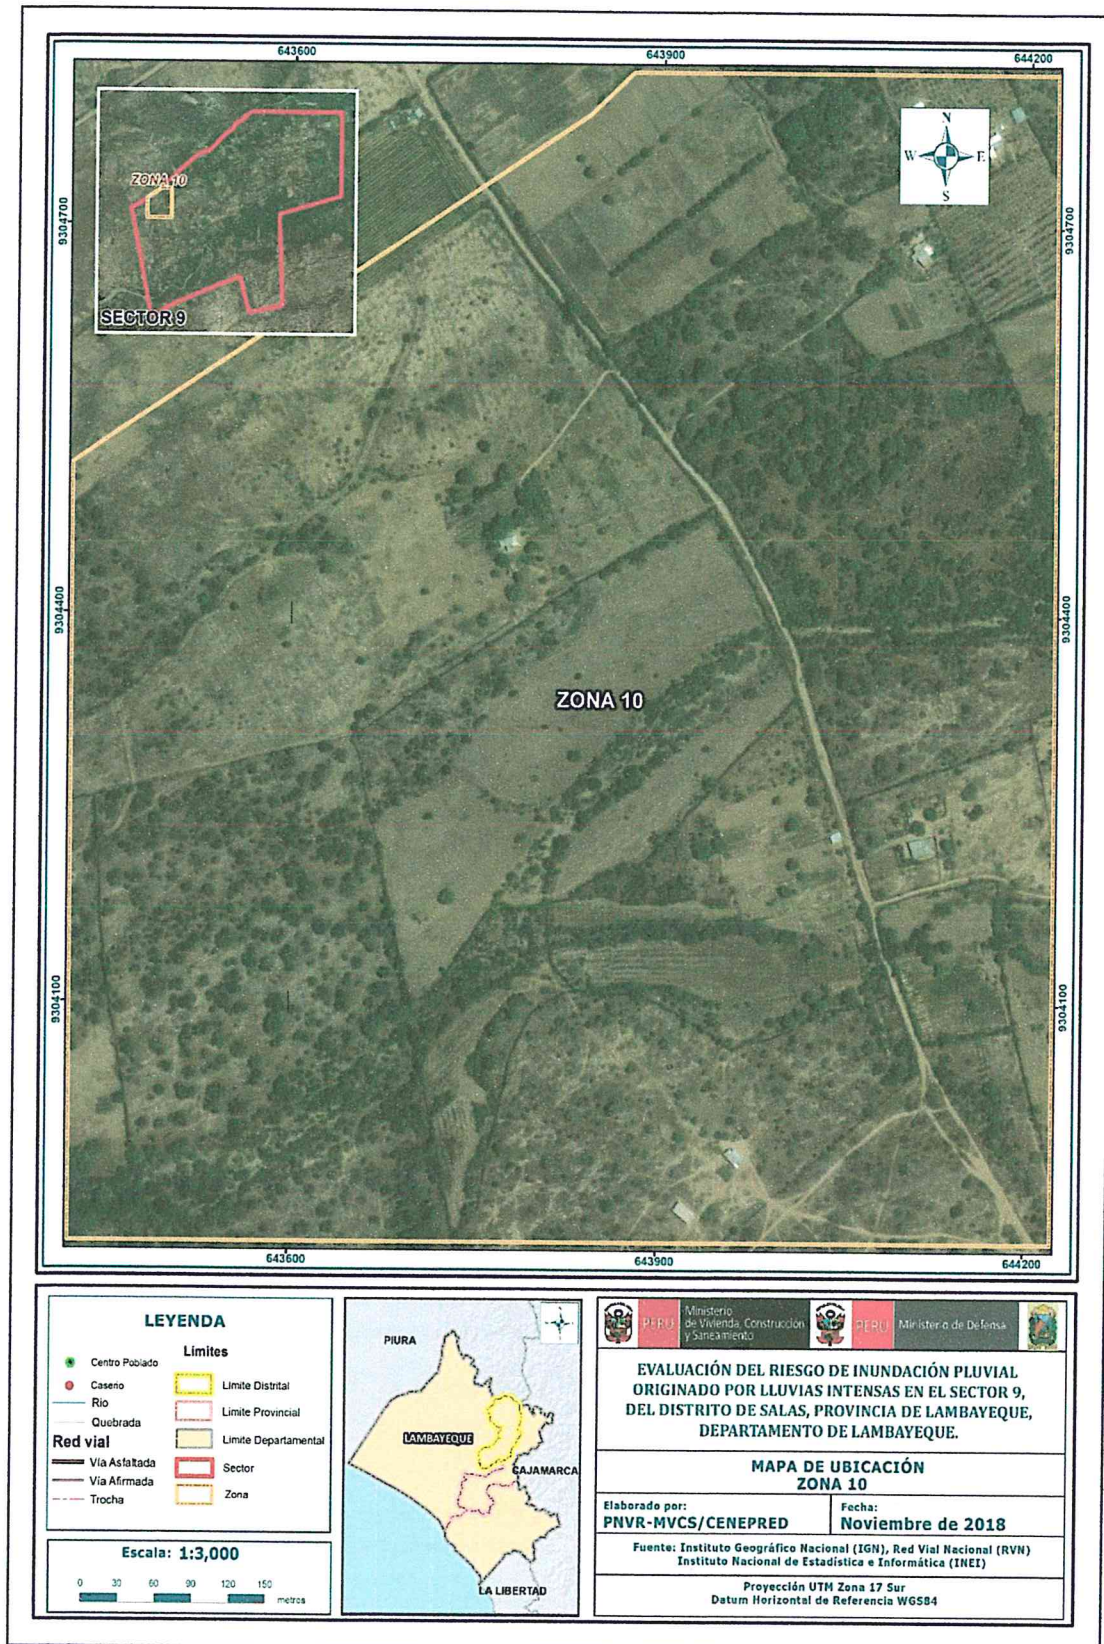 643600
643900
644200
ZONA 10
SECTOR 9
N
W
E
S
9304700
9304700
9304400
9304400
ZONA 10
9304100
9304100
643600
643900
644200
LEYENDA
Centro Poblado
Caserio
Rio
Quebrada
Red vial
Vía Asfaltada
Vía Afirmada
Trocha
Límites
Limite Distrital
Limite Provincial
Limite Departamental
Sector
Zona
Escala: 1:3,000
0 30 60 90 120 150
metros
PIURA
LAMBAYEQUE
CAJAMARCA
LA LIBERTAD
PERÚ
Ministerio
de Vivienda, Construcción
y Saneamiento
PERÚ
Ministerio de Defensa
EVALUACIÓN DEL RIESGO DE INUNDACIÓN PLUVIAL
ORIGINADO POR LLUVIAS INTENSAS EN EL SECTOR 9,
DEL DISTRITO DE SALAS, PROVINCIA DE LAMBAYEQUE,
DEPARTAMENTO DE LAMBAYEQUE.
MAPA DE UBICACIÓN
ZONA 10
Elaborado por:
PNVR-MVCS/CENEPRED
Fecha:
Noviembre de 2018
Fuente: Instituto Geográfico Nacional (IGN), Red Vial Nacional (RVN)
Instituto Nacional de Estadística e Informática (INEI)
Proyección UTM Zona 17 Sur
Datum Horizontal de Referencia WGS84